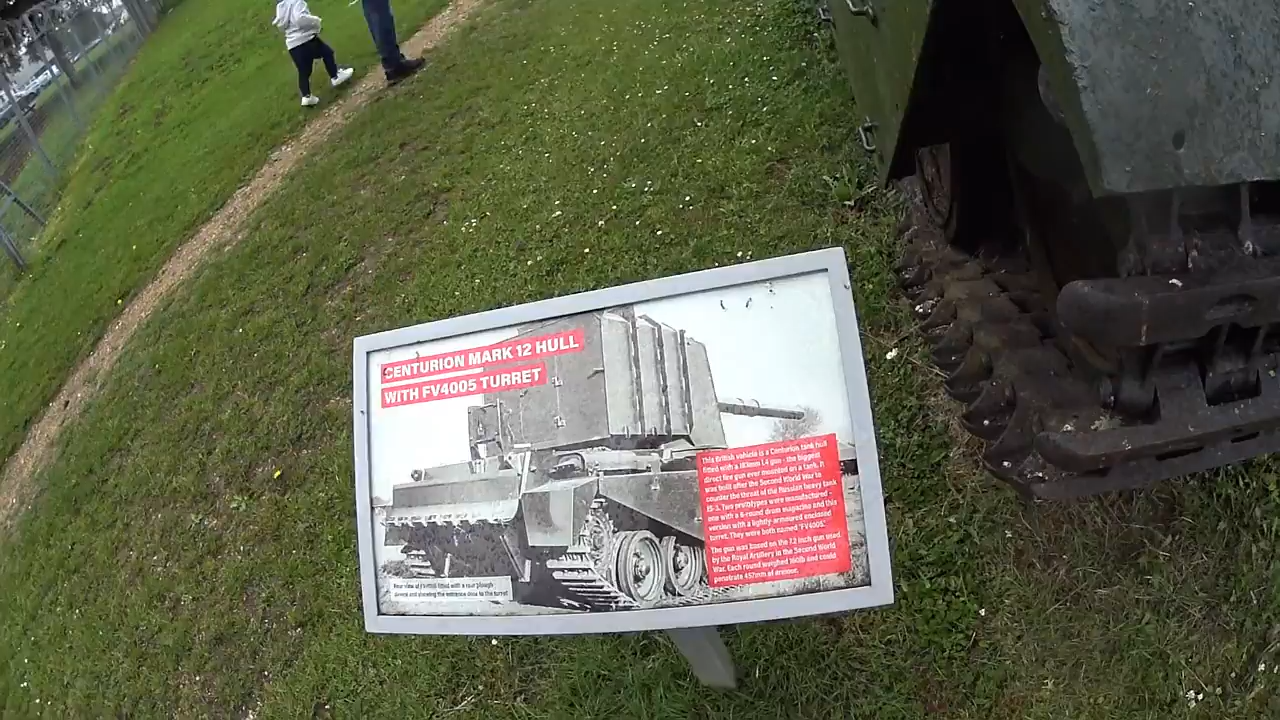 CENTURION MARK 12 HULL
WITH FV4005 TURRET
This British vehicle is a Centurion tank hull
fitted with a 183mm L4 gun - the biggest
direct fire gun ever mounted on a tank. It
was built after the Second World War to
counter the threat of the Russian heavy tank
IS-3. Two prototypes were manufactured -
one with a 6-round drum magazine and this
version with a lightly-armoured enclosed
turret. They were both named 'FV4005'.
The gun was based on the 7.2 inch gun used
by the Royal Artillery in the Second World
War. Each round weighed and could
penetrate 457mm of armour.
Rear view of fitted with a rear plough
device and showing the entrance door to the turret.